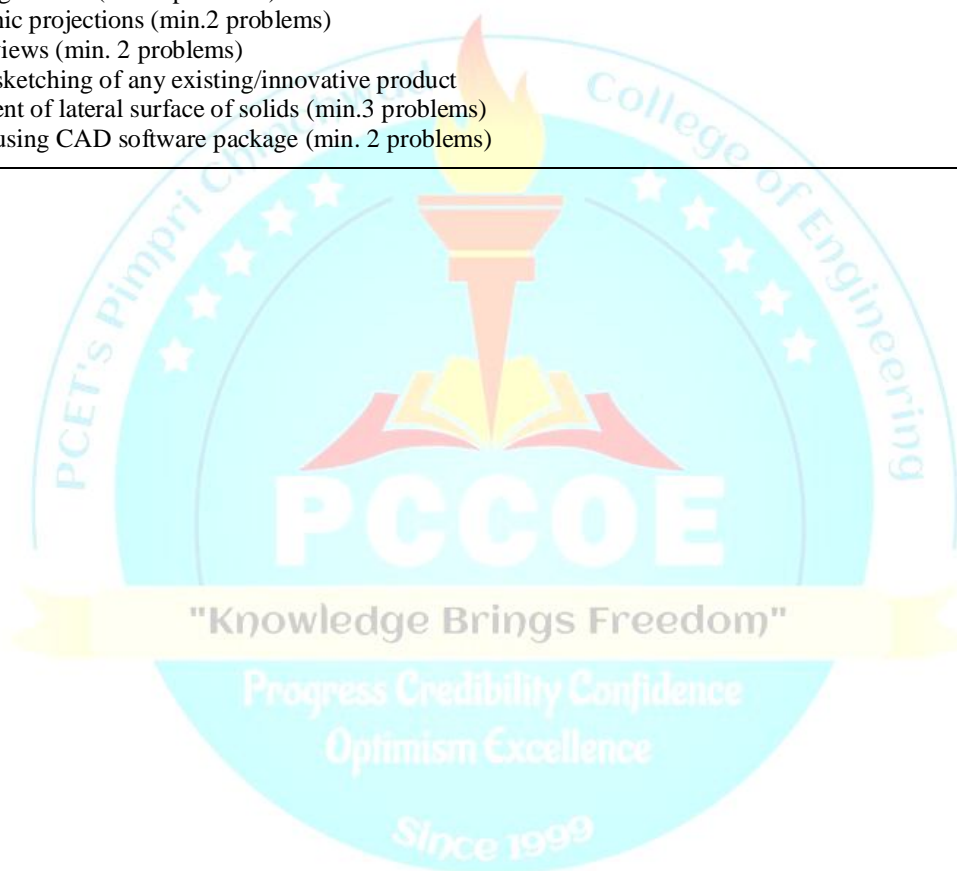 nic projections (min.2 problems)
views (min. 2 problems)
sketching of any existing/innovative product
ent of lateral surface of solids (min.3 problems)
using CAD software package (min. 2 problems)
PCET's Pimpri Chinchwad College of Engineering
PCCOE
"Knowledge Brings Freedom"
Progress Credibility Confidence
Optimism Excellence
Since 1999